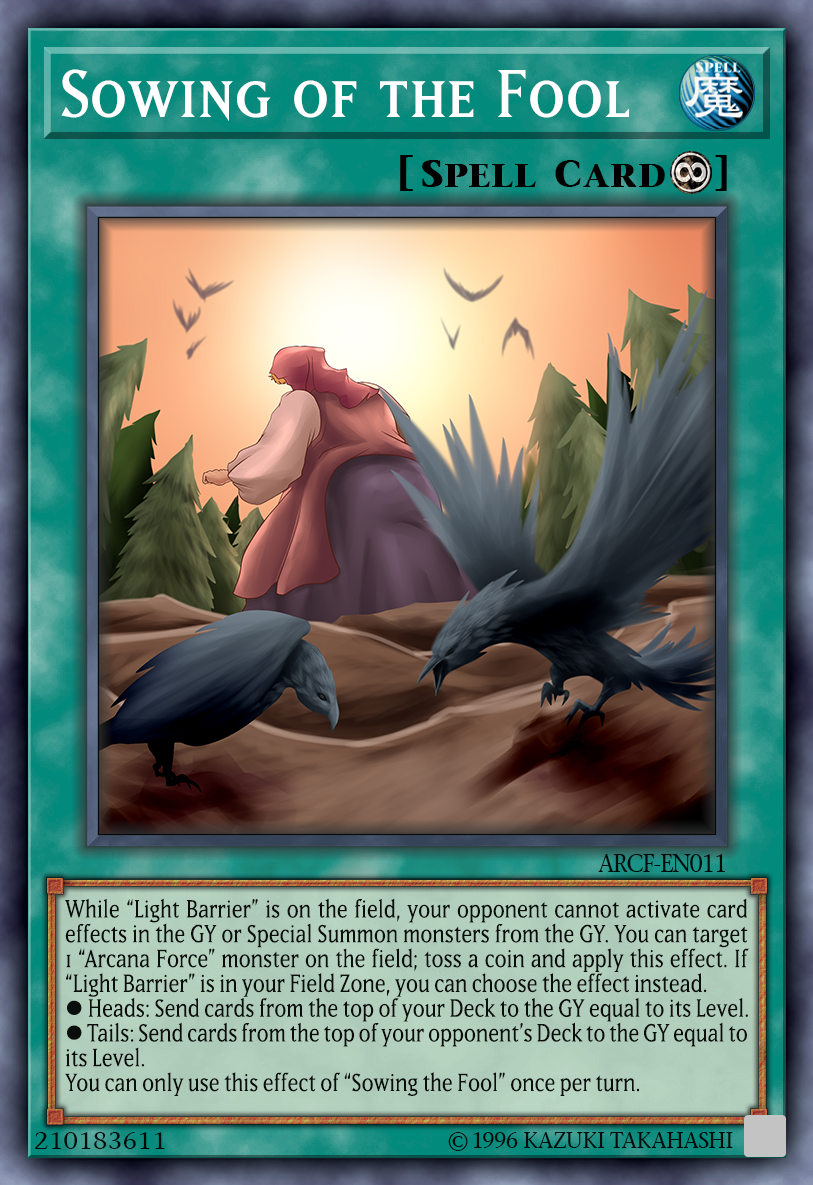 Sowing of the Fool
SPELL
魔
[Spell Card]
ARCF-EN011
While “Light Barrier” is on the field, your opponent cannot activate card
effects in the GY or Special Summon monsters from the GY. You can target
1 “Arcana Force” monster on the field; toss a coin and apply this effect. If
“Light Barrier” is in your Field Zone, you can choose the effect instead.
● Heads: Send cards from the top of your Deck to the GY equal to its Level.
● Tails: Send cards from the top of your opponent’s Deck to the GY equal to
its Level.
You can only use this effect of “Sowing the Fool” once per turn.
210183611
© 1996 KAZUKI TAKAHASHI